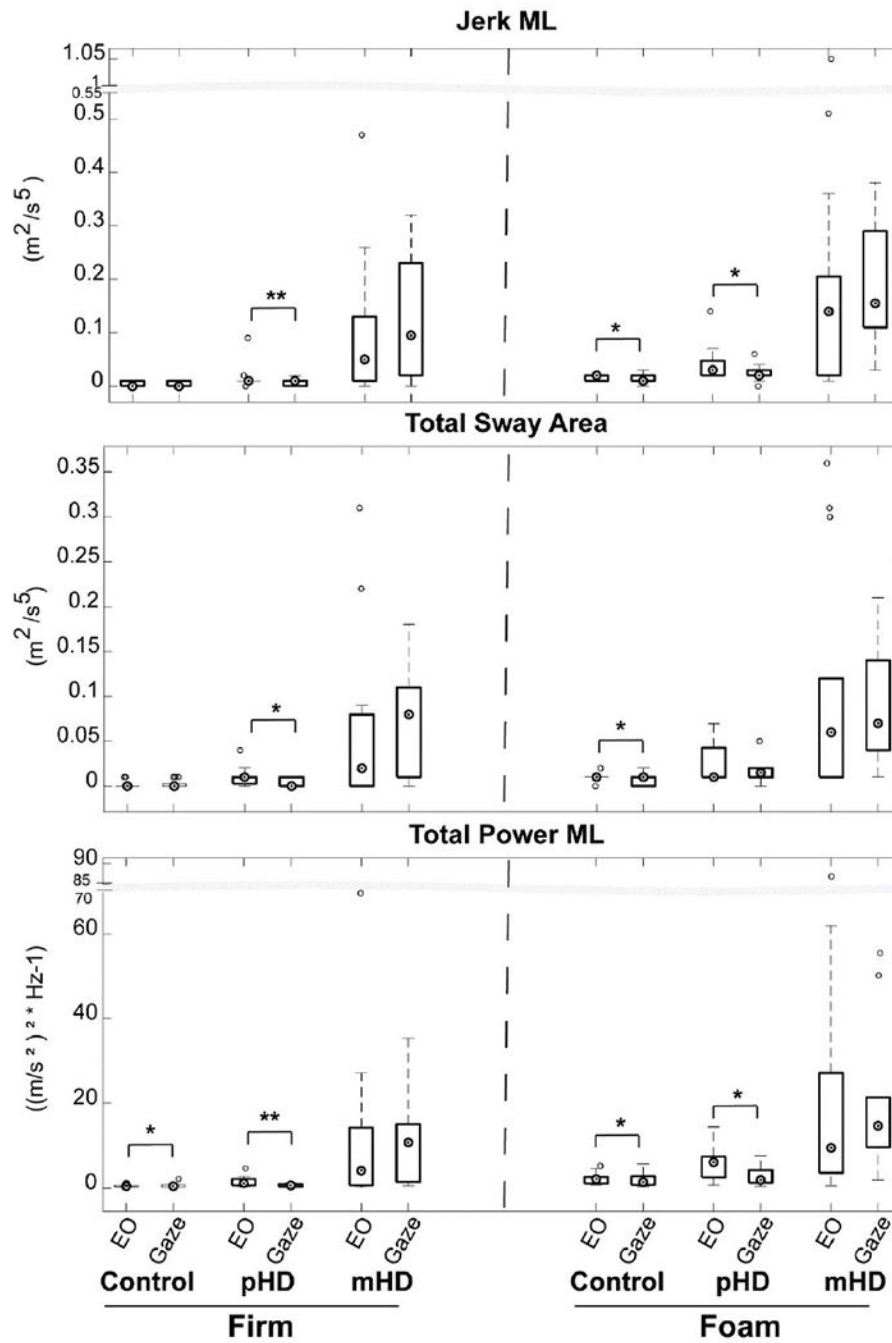 Jerk ML
1.05
1
0.55
0.5
0.4
0.3
0.2
0.1
0
(m²/s⁵)
** * *
Total Sway Area
0.35
0.3
0.25
0.2
0.15
0.1
0.05
0
(m²/s⁵)
* *
Total Power ML
90
85
70
60
40
20
0
((m/s²)² * Hz-1)
* ** * *
EO Gaze EO Gaze EO Gaze EO Gaze EO Gaze EO Gaze
Control pHD mHD Control pHD mHD
Firm Foam